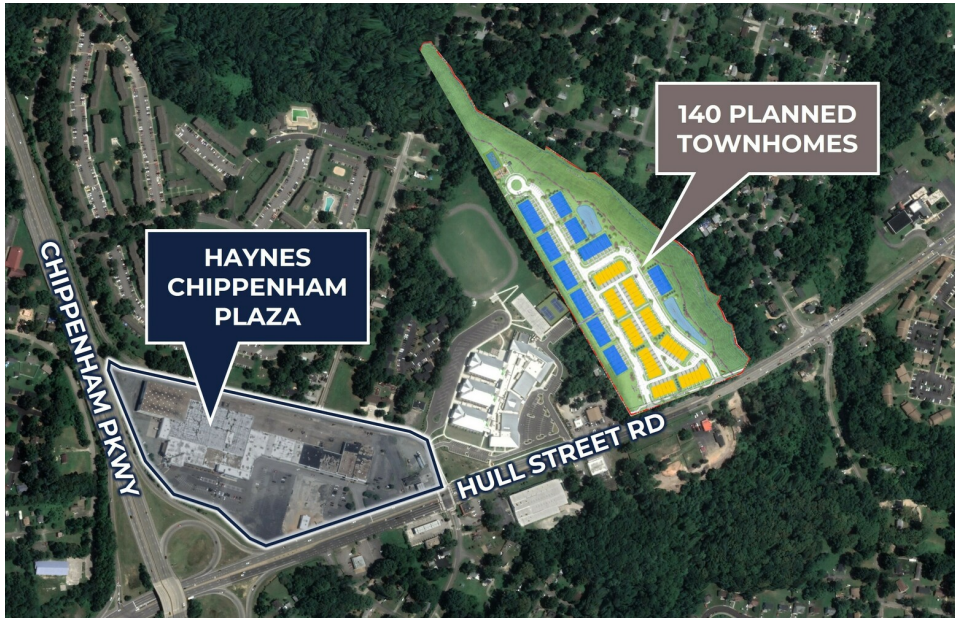 140 PLANNED
TOWNHOMES
HAYNES
CHIPPENHAM
PLAZA
CHIPPENHAM PKWY
HULL STREET RD